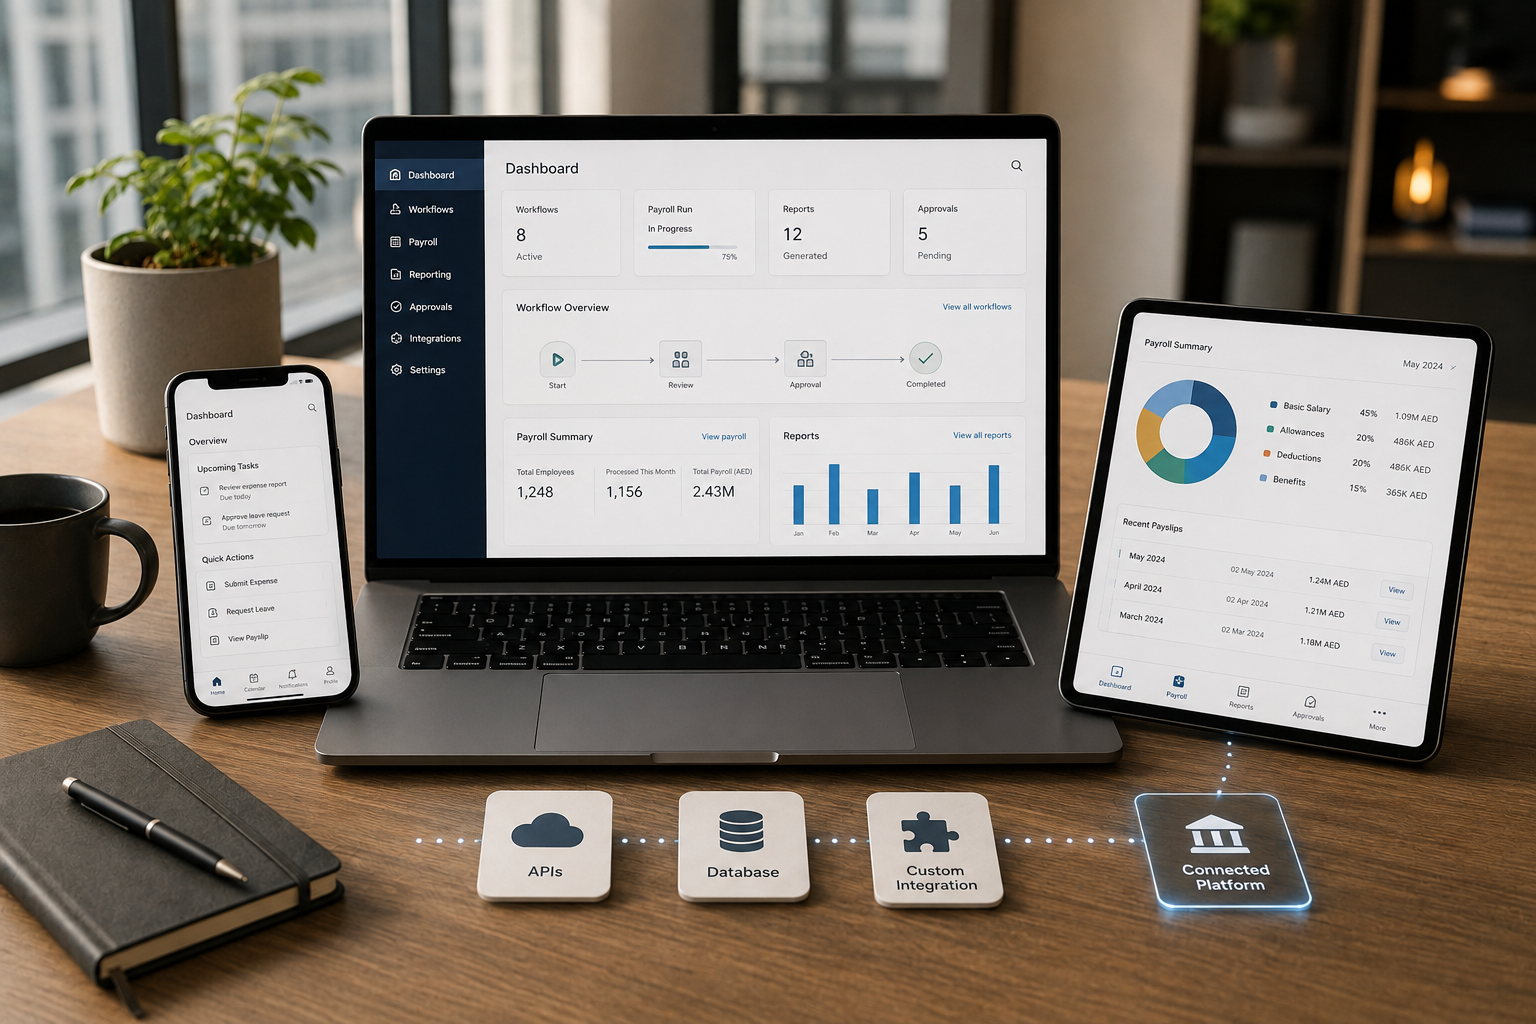 Dashboard
Workflows
Payroll
Reporting
Approvals
Integrations
Settings
Dashboard
Workflows
8
Active
Payroll Run
In Progress
75%
Reports
12
Generated
Approvals
5
Pending
Workflow Overview
View all workflows
Start
Review
Approval
Completed
Payroll Summary
View payroll
Total Employees
1,248
Processed This Month
1,156
Total Payroll (AED)
2.43M
Reports
View all reports
Jan
Feb
Mar
Apr
May
Jun
Dashboard
Overview
Upcoming Tasks
Review expense report
Due today
Approve leave request
Due tomorrow
Quick Actions
Submit Expense
Request Leave
View Payslip
Home
Calendar
Notifications
Profile
Payroll Summary
May 2024
Basic Salary 45% 1.09M AED
Allowances 20% 486K AED
Deductions 20% 486K AED
Benefits 15% 365K AED
Recent Payslips
May 2024 02 May 2024 1.24M AED View
April 2024 02 Apr 2024 1.21M AED View
March 2024 02 Mar 2024 1.18M AED View
Dashboard
Payroll
Reports
Approvals
More
APIs
Database
Custom
Integration
Connected
Platform